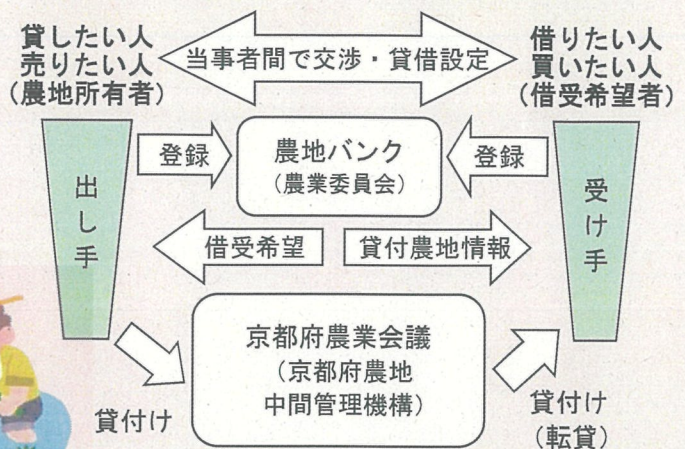 貸したい人
売りたい人
(農地所有者)
当事者間で交渉・貸借設定
借りたい人
買いたい人
(借受希望者)
登録
農地バンク
(農業委員会)
登録
出し手
受け手
借受希望
貸付農地情報
京都府農業会議
(京都府農地
中間管理機構)
貸付け
貸付け
(転貸)